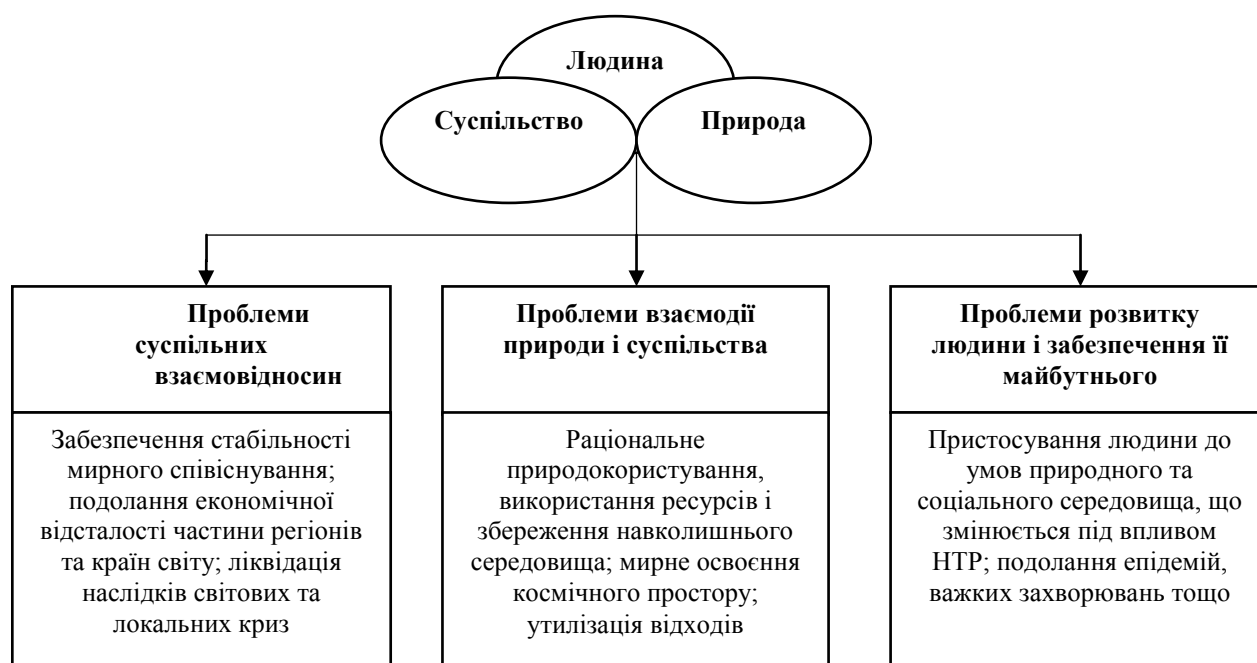 Людина
Суспільство
Природа
Проблеми
суспільних
взаємовідносин
Забезпечення стабільності
мирного співіснування;
подолання економічної
відсталості частини регіонів
та країн світу; ліквідація
наслідків світових та
локальних криз
Проблеми взаємодії
природи і суспільства
Раціональне
природокористування,
використання ресурсів і
збереження навколишнього
середовища; мирне освоєння
космічного простору;
утилізація відходів
Проблеми розвитку
людини і забезпечення її
майбутнього
Пристосування людини до
умов природного та
соціального середовища, що
змінюється під впливом
НТР; подолання епідемій,
важких захворювань тощо